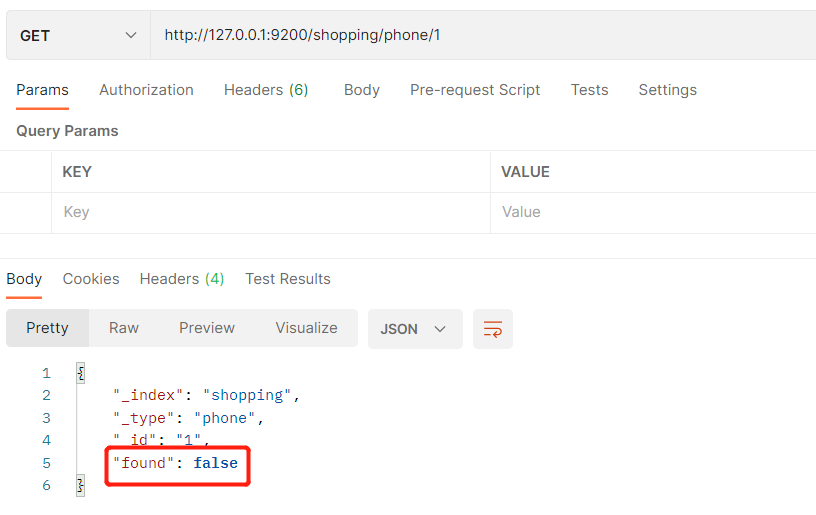 GET http://127.0.0.1:9200/shopping/phone/1
Params Authorization Headers (6) Body Pre-request Script Tests Settings
Query Params
KEY VALUE
Key Value
Body Cookies Headers (4) Test Results
Pretty Raw Preview Visualize JSON
1 {
2 "_index": "shopping",
3 "_type": "phone",
4 "_id": "1",
5 "found": false
6 }